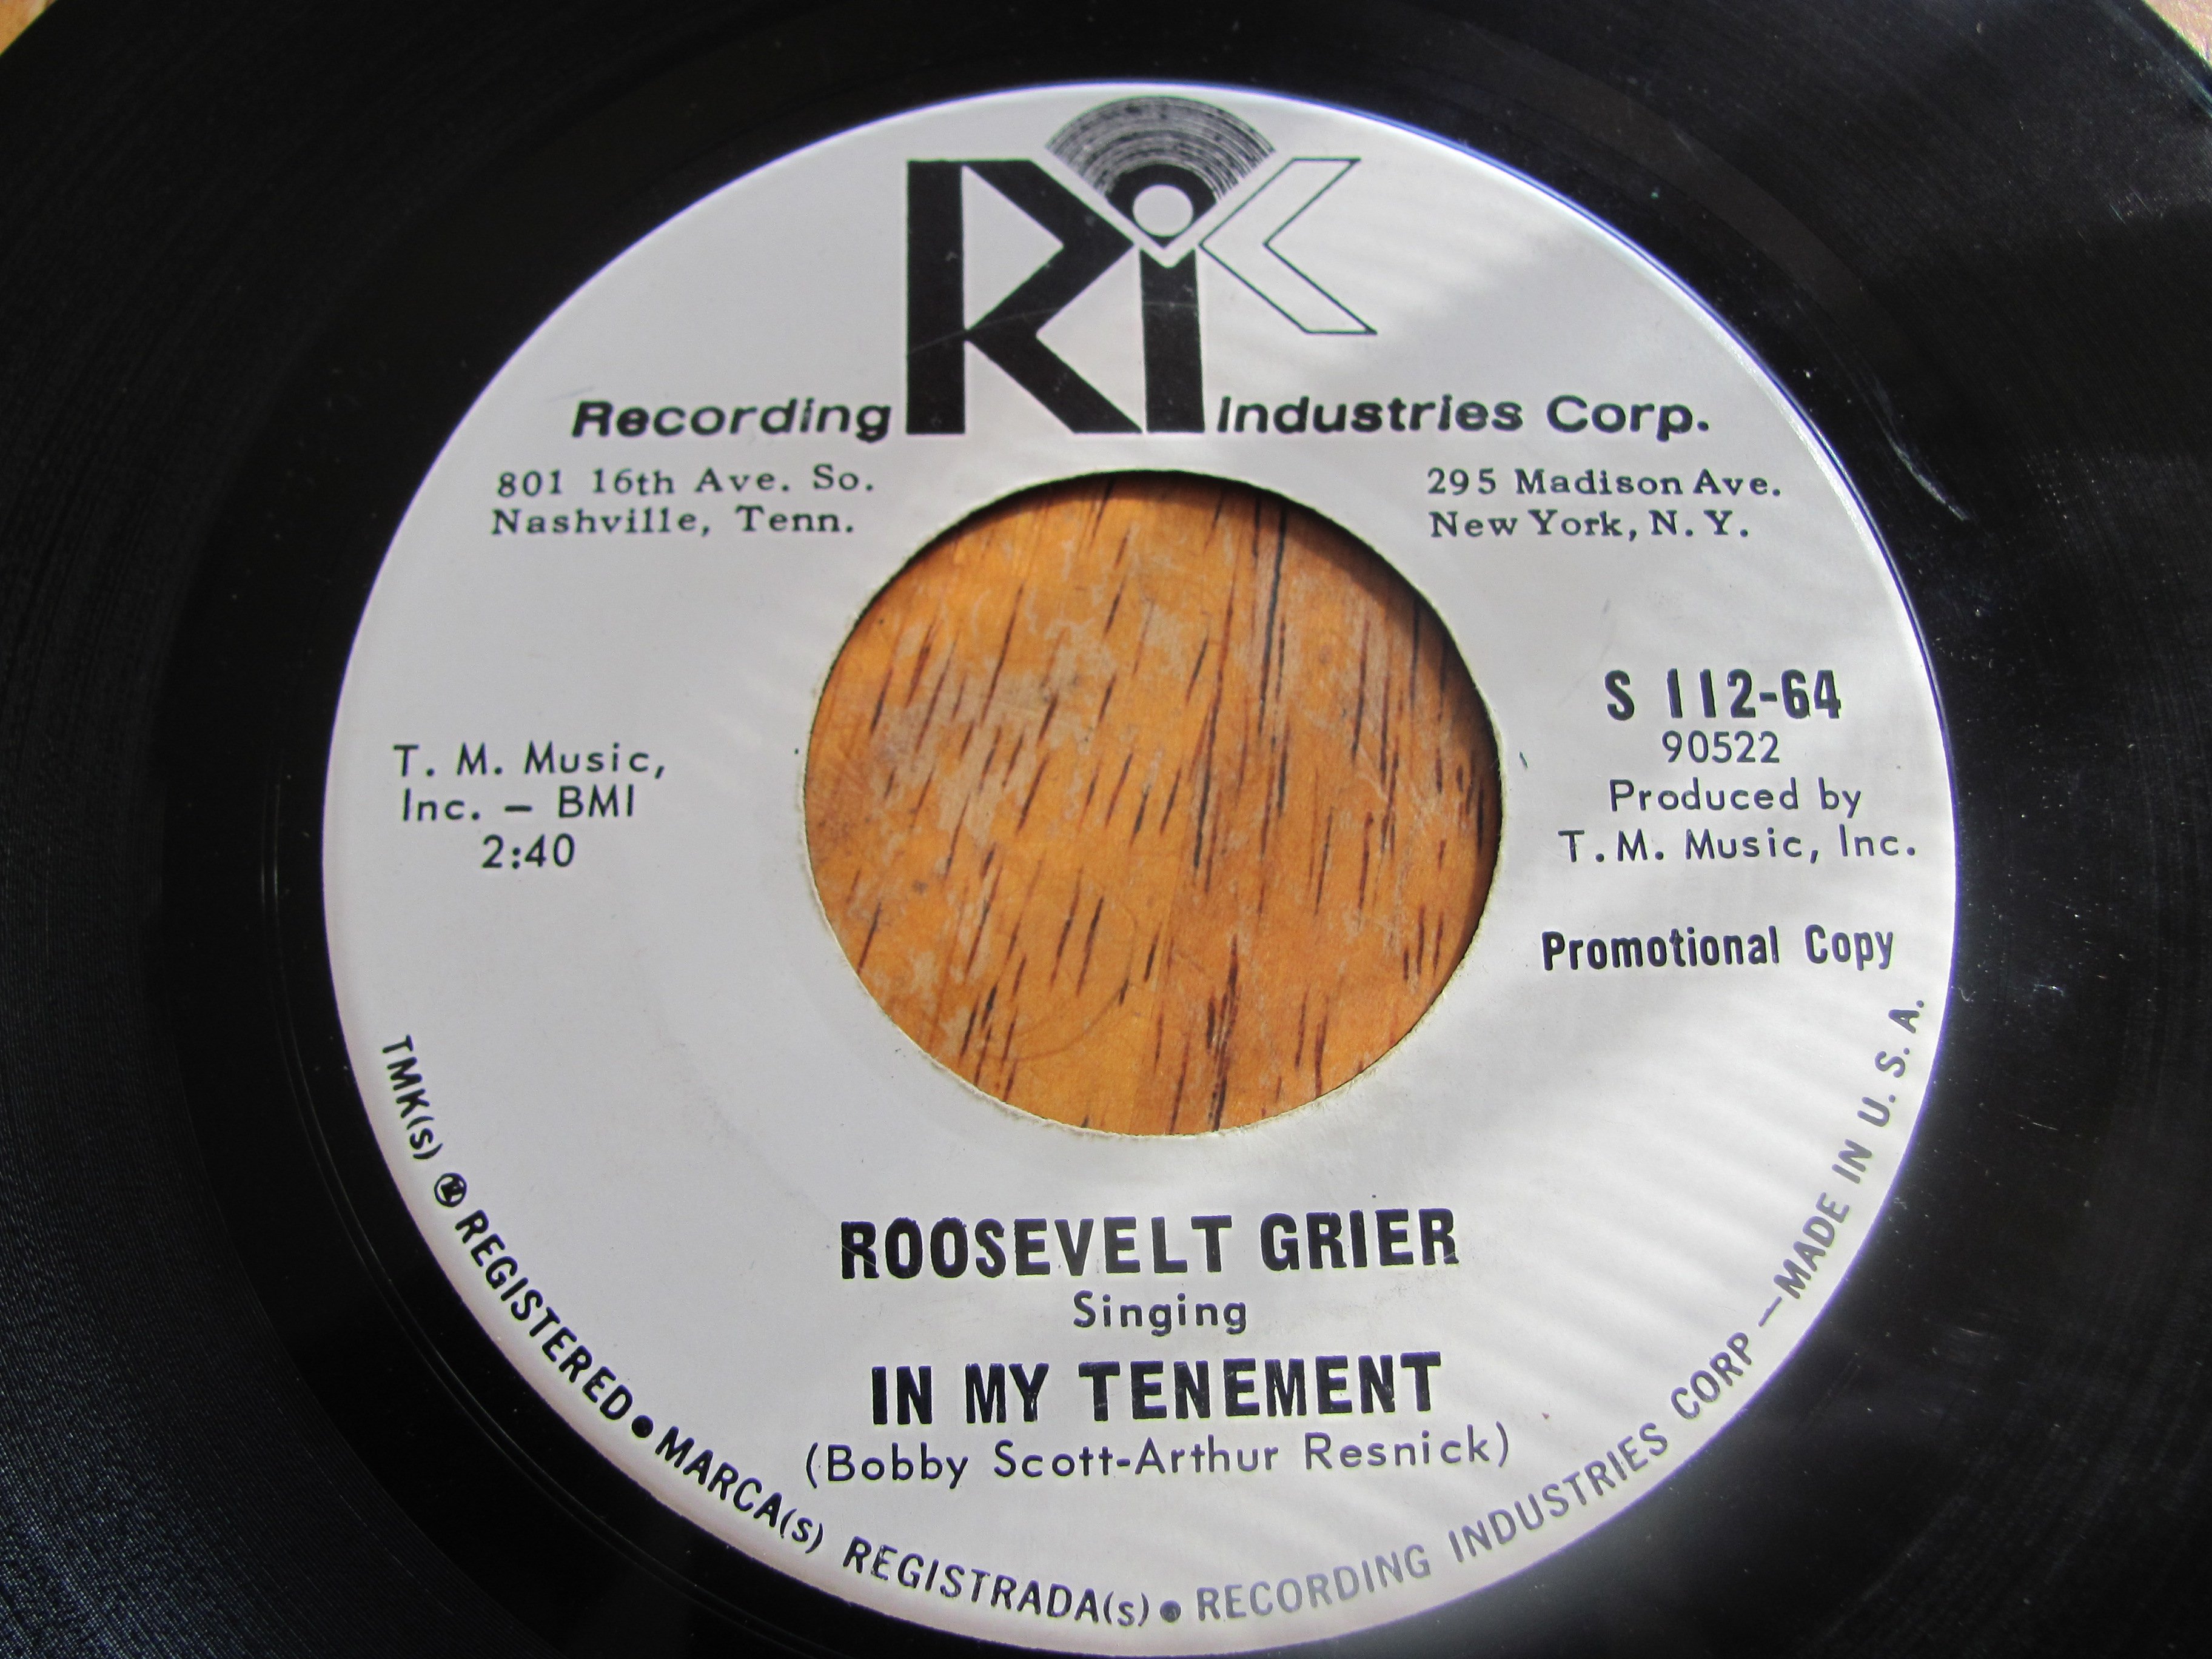 RIC
Recording Industries Corp.
801 16th Ave. So.
Nashville, Tenn.
295 Madison Ave.
New York, N. Y.
T. M. Music,
Inc. – BMI
2:40
S 112-64
90522
Produced by
T. M. Music, Inc.
Promotional Copy
ROOSEVELT GRIER
Singing
IN MY TENEMENT
(Bobby Scott-Arthur Resnick)
TMK(s) REGISTERED • MARCA(s) REGISTRADA(s) • RECORDING INDUSTRIES CORP — MADE IN U. S. A.